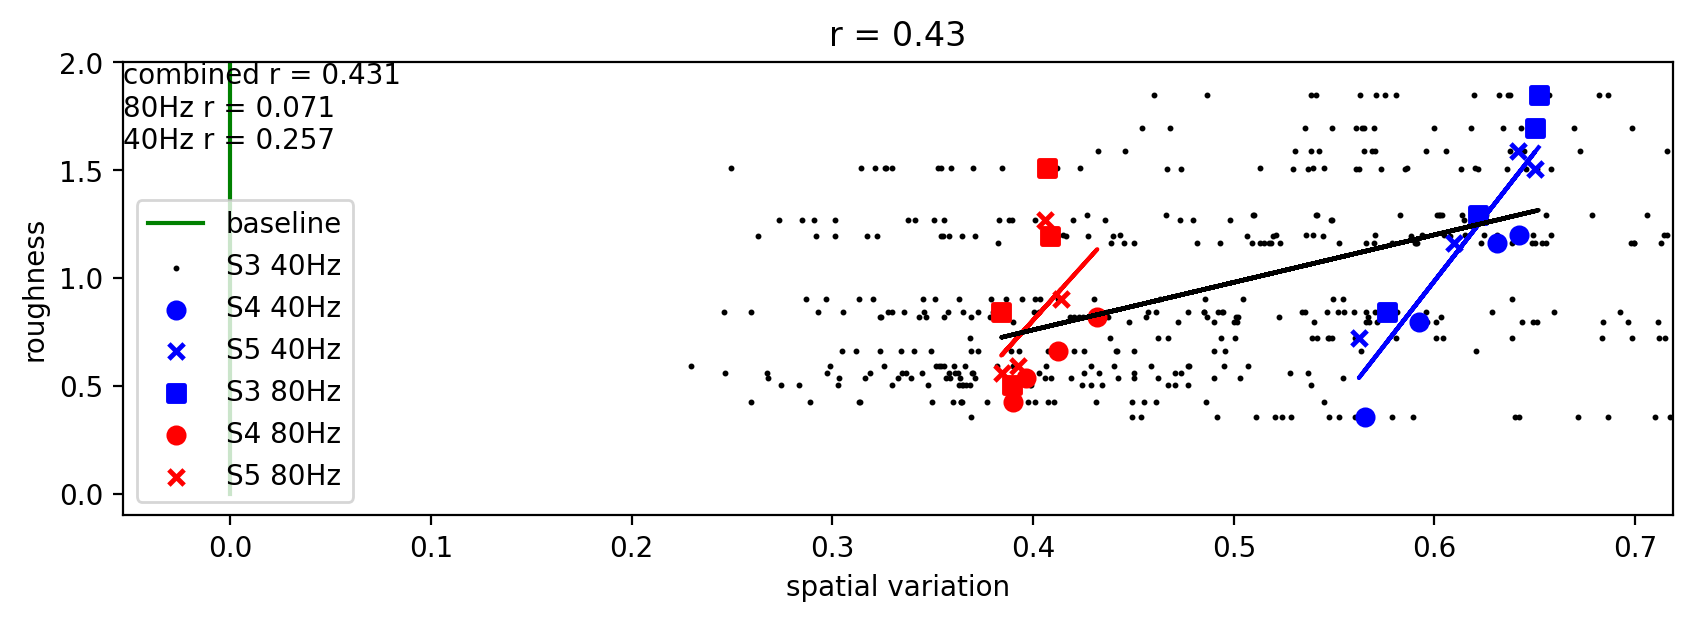 r = 0.43
combined r = 0.431
80Hz r = 0.071
40Hz r = 0.257
2.0
1.5
1.0
0.5
0.0
roughness
baseline
S3 40Hz
S4 40Hz
S5 40Hz
S3 80Hz
S4 80Hz
S5 80Hz
0.0 0.1 0.2 0.3 0.4 0.5 0.6 0.7
spatial variation